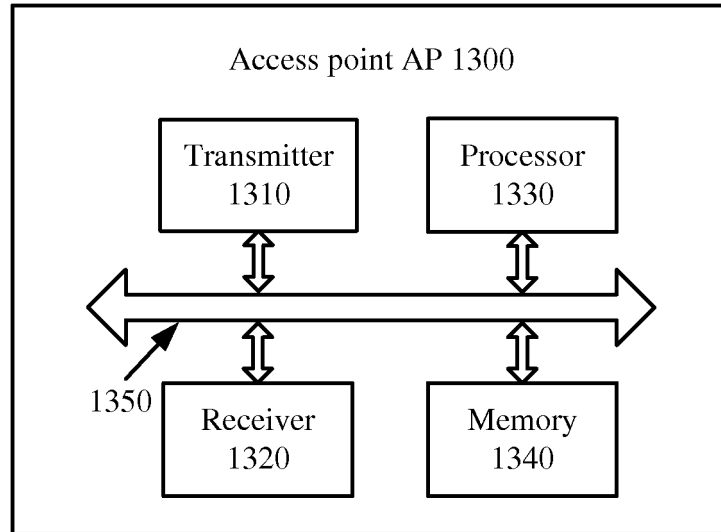 Access point AP 1300
Transmitter
1310
Processor
1330
1350
Receiver
1320
Memory
1340